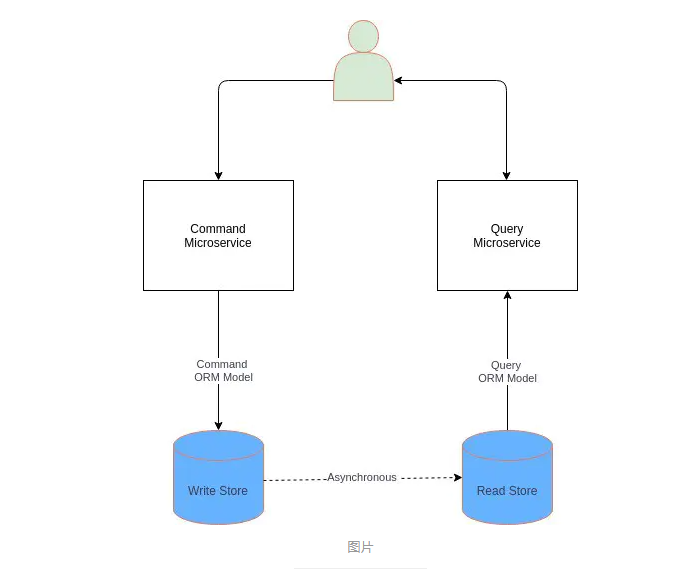 Command
Microservice
Query
Microservice
Command
ORM Model
Query
ORM Model
Write Store
Asynchronous
Read Store
图片